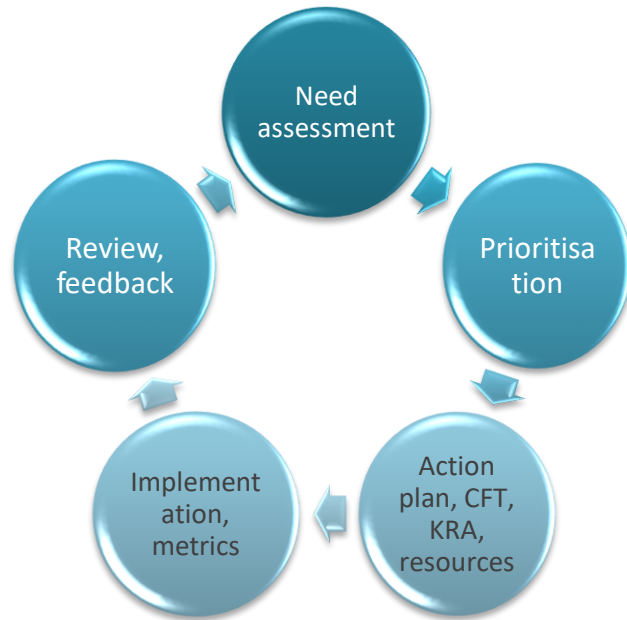 Need
assessment
Prioritisa
tion
Action
plan, CFT,
KRA,
resources
Implement
ation,
metrics
Review,
feedback